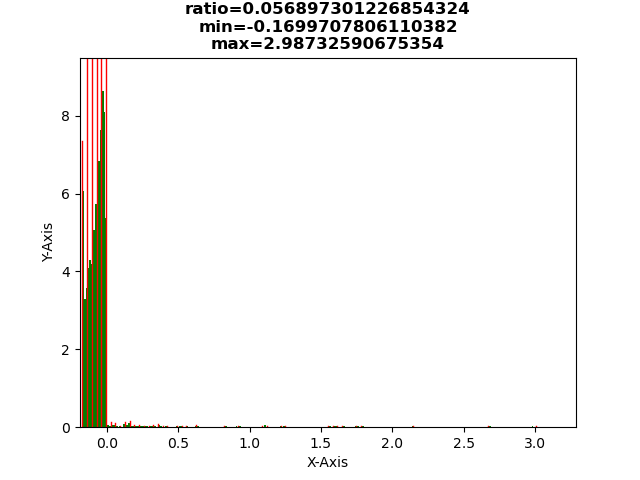 ratio=0.056897301226854324
min=-0.1699707806110382
max=2.98732590675354
8
6
4
2
0
Y-Axis
0.0 0.5 1.0 1.5 2.0 2.5 3.0
X-Axis